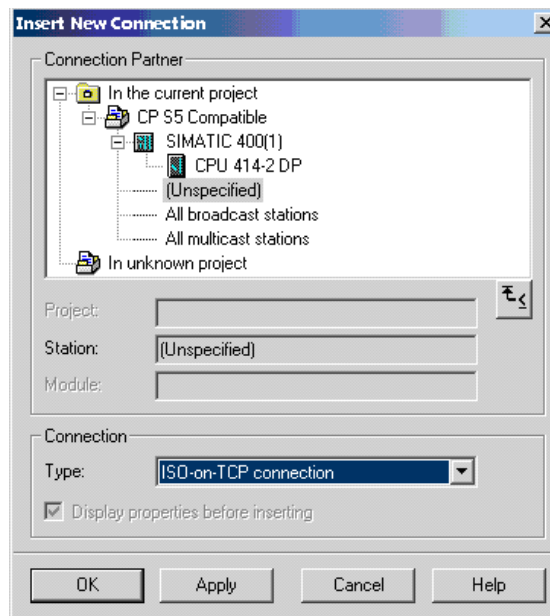 Insert New Connection
Connection Partner
In the current project
CP S5 Compatible
SIMATIC 400(1)
CPU 414-2 DP
(Unspecified)
All broadcast stations
All multicast stations
In unknown project
Project:
Station: (Unspecified)
Module:
Connection
Type: ISO-on-TCP connection
Display properties before inserting
OK Apply Cancel Help